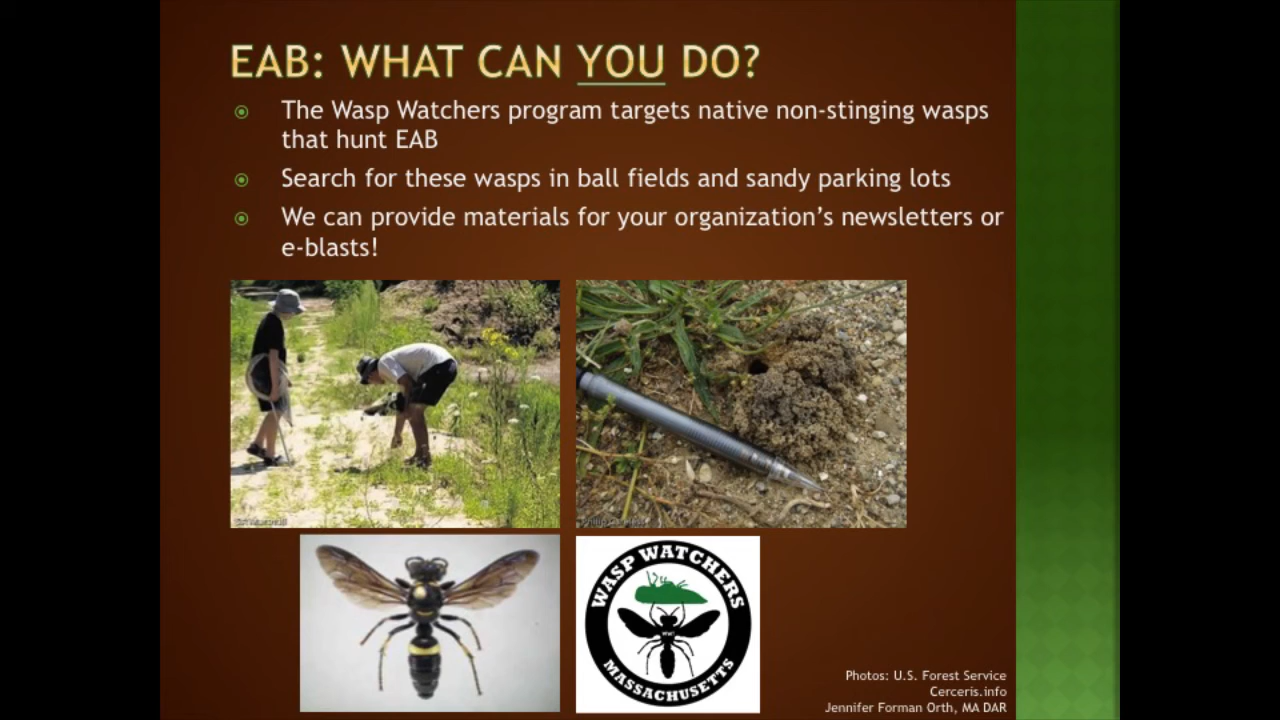 EAB: WHAT CAN YOU DO?
The Wasp Watchers program targets native non-stinging wasps
that hunt EAB
Search for these wasps in ball fields and sandy parking lots
We can provide materials for your organization's newsletters or
e-blasts!
WASP WATCHERS
MASSACHUSETTS
Photos: U.S. Forest Service
Cerceris.info
Jennifer Forman Orth, MA DAR